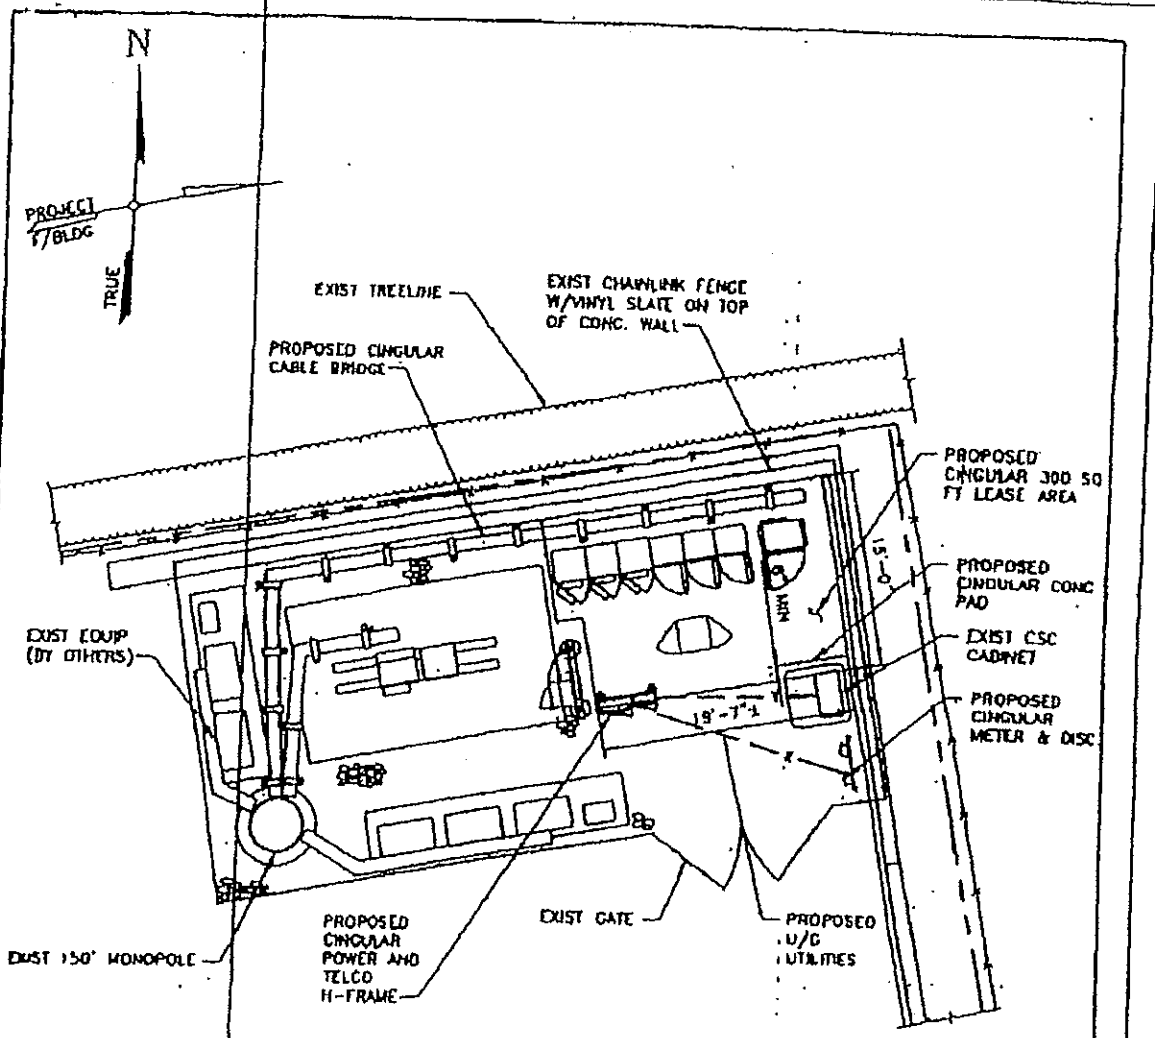 N
PROJECT
T/BLDG
TRUE
EXIST TREELINE
EXIST CHAINLINK FENCE
W/VINYL SLATE ON TOP
OF CONC. WALL
PROPOSED CINGULAR
CABLE BRIDGE
PROPOSED
CINGULAR 300 SQ
FT LEASE AREA
15'-0"
PROPOSED
CINGULAR CONC
PAD
6' MIN
EXIST EQUIP
(BY OTHERS)
EXIST CSC
CABINET
19'-7"±
PROPOSED
CINGULAR
METER & DISC
EXIST 150' MONOPOLE
PROPOSED
CINGULAR
POWER AND
TELCO
H-FRAME
EXIST GATE
PROPOSED
U/G
UTILITIES